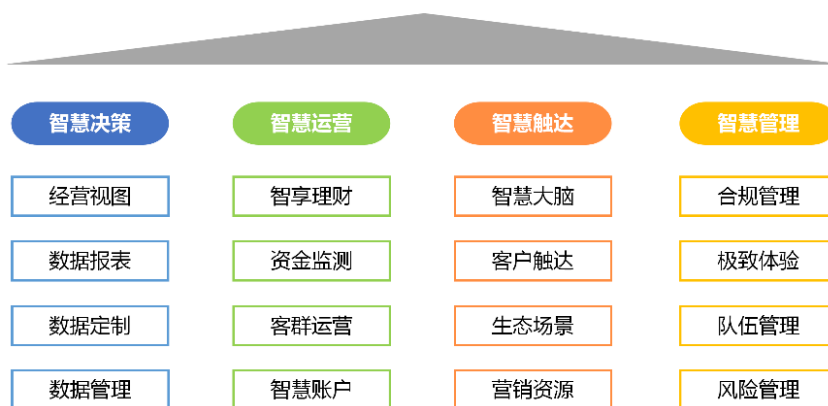 智慧决策 智慧运营 智慧触达 智慧管理
经营视图 智享理财 智慧大脑 合规管理
数据报表 资金监测 客户触达 极致体验
数据定制 客群运营 生态场景 队伍管理
数据管理 智慧账户 营销资源 风险管理